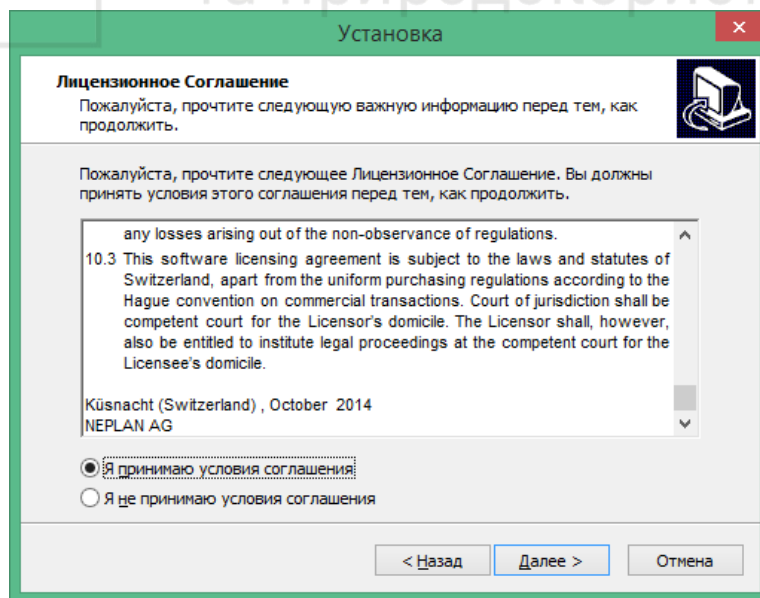 та природокорист
Установка
Лицензионное Соглашение
Пожалуйста, прочтите следующую важную информацию перед тем, как
продолжить.
Пожалуйста, прочтите следующее Лицензионное Соглашение. Вы должны
принять условия этого соглашения перед тем, как продолжить.
any losses arising out of the non-observance of regulations.
10.3 This software licensing agreement is subject to the laws and statutes of
Switzerland, apart from the uniform purchasing regulations according to the
Hague convention on commercial transactions. Court of jurisdiction shall be
competent court for the Licensor's domicile. The Licensor shall, however,
also be entitled to institute legal proceedings at the competent court for the
Licensee's domicile.
Küsnacht (Switzerland) , October 2014
NEPLAN AG
Я принимаю условия соглашения
Я не принимаю условия соглашения
< Назад
Далее >
Отмена